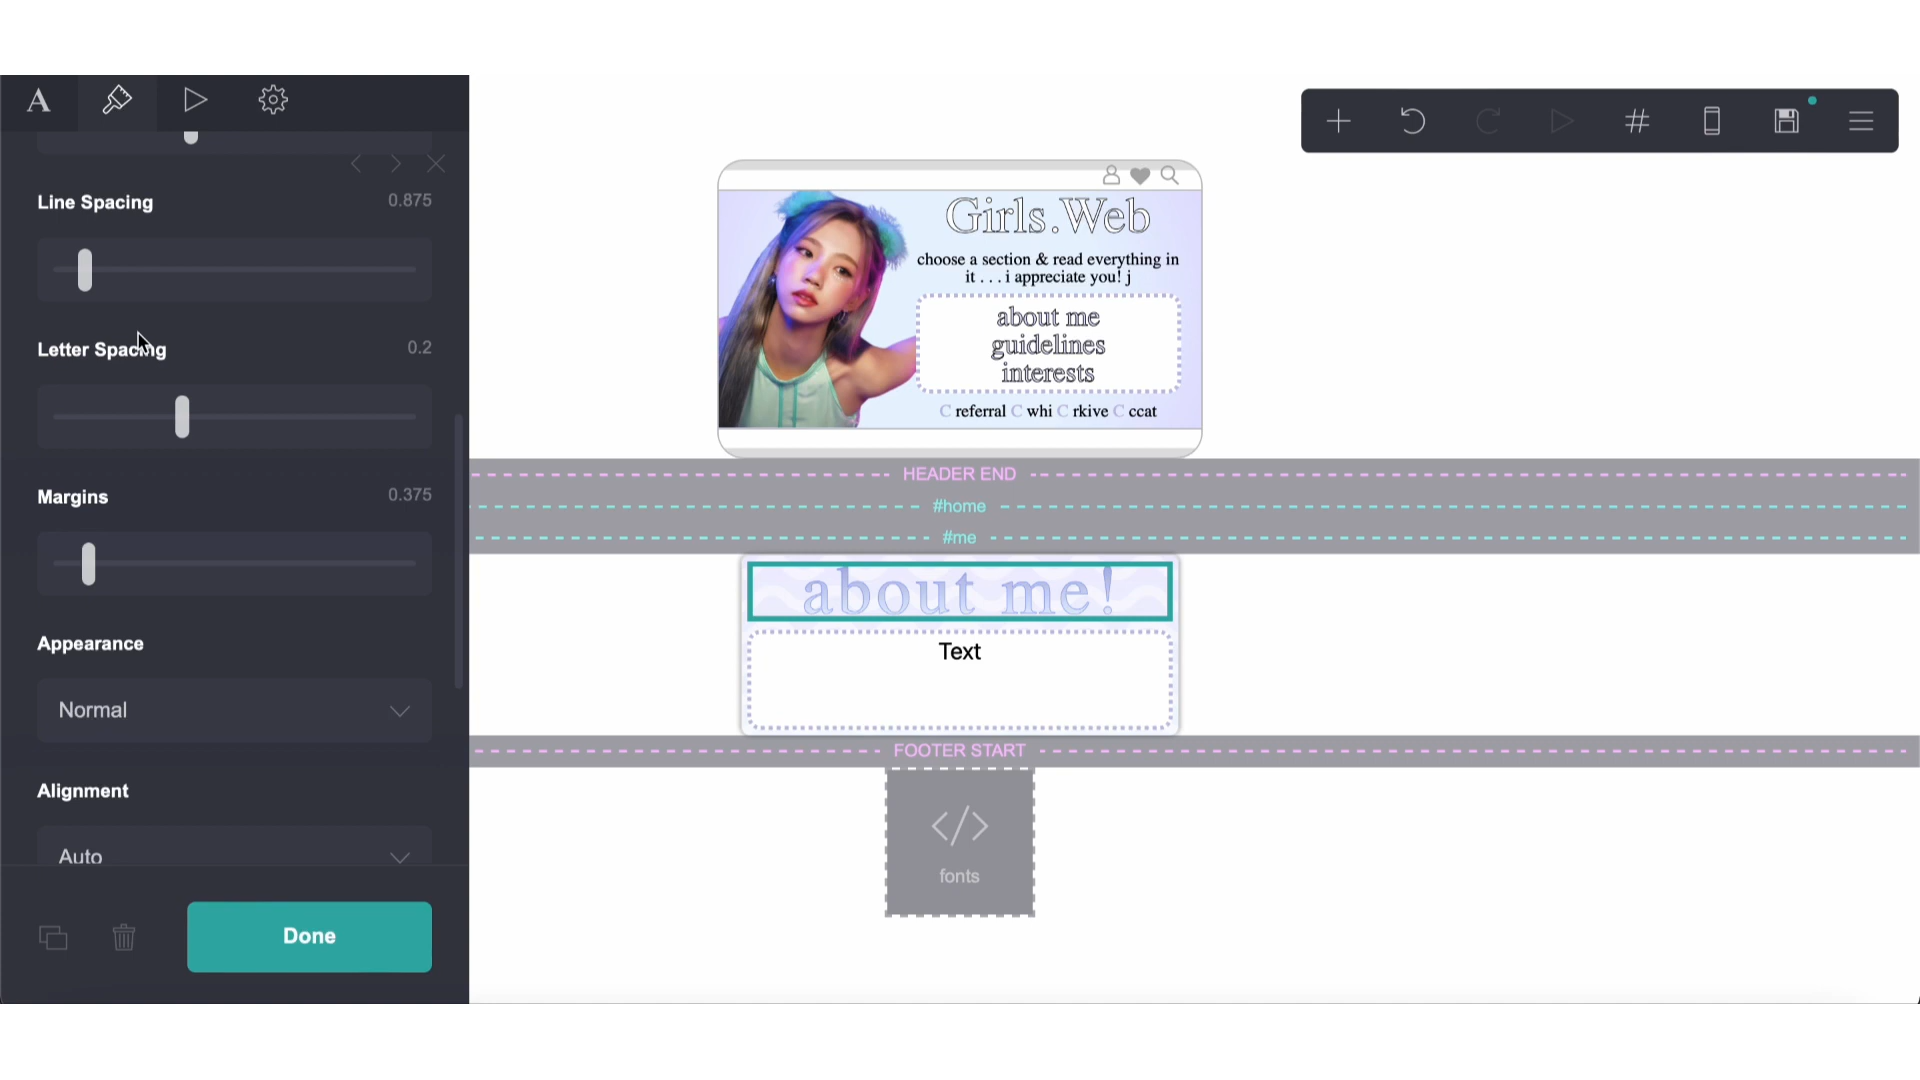 A
Line Spacing 0.875
Letter Spacing 0.2
Margins 0.375
Appearance
Normal
Alignment
Auto
Done
Girls.Web
choose a section & read everything in
it . . . i appreciate you! j
about me
guidelines
interests
C referral C whi C rkive C ccat
HEADER END
#home
#me
about me!
Text
FOOTER START
</>
fonts